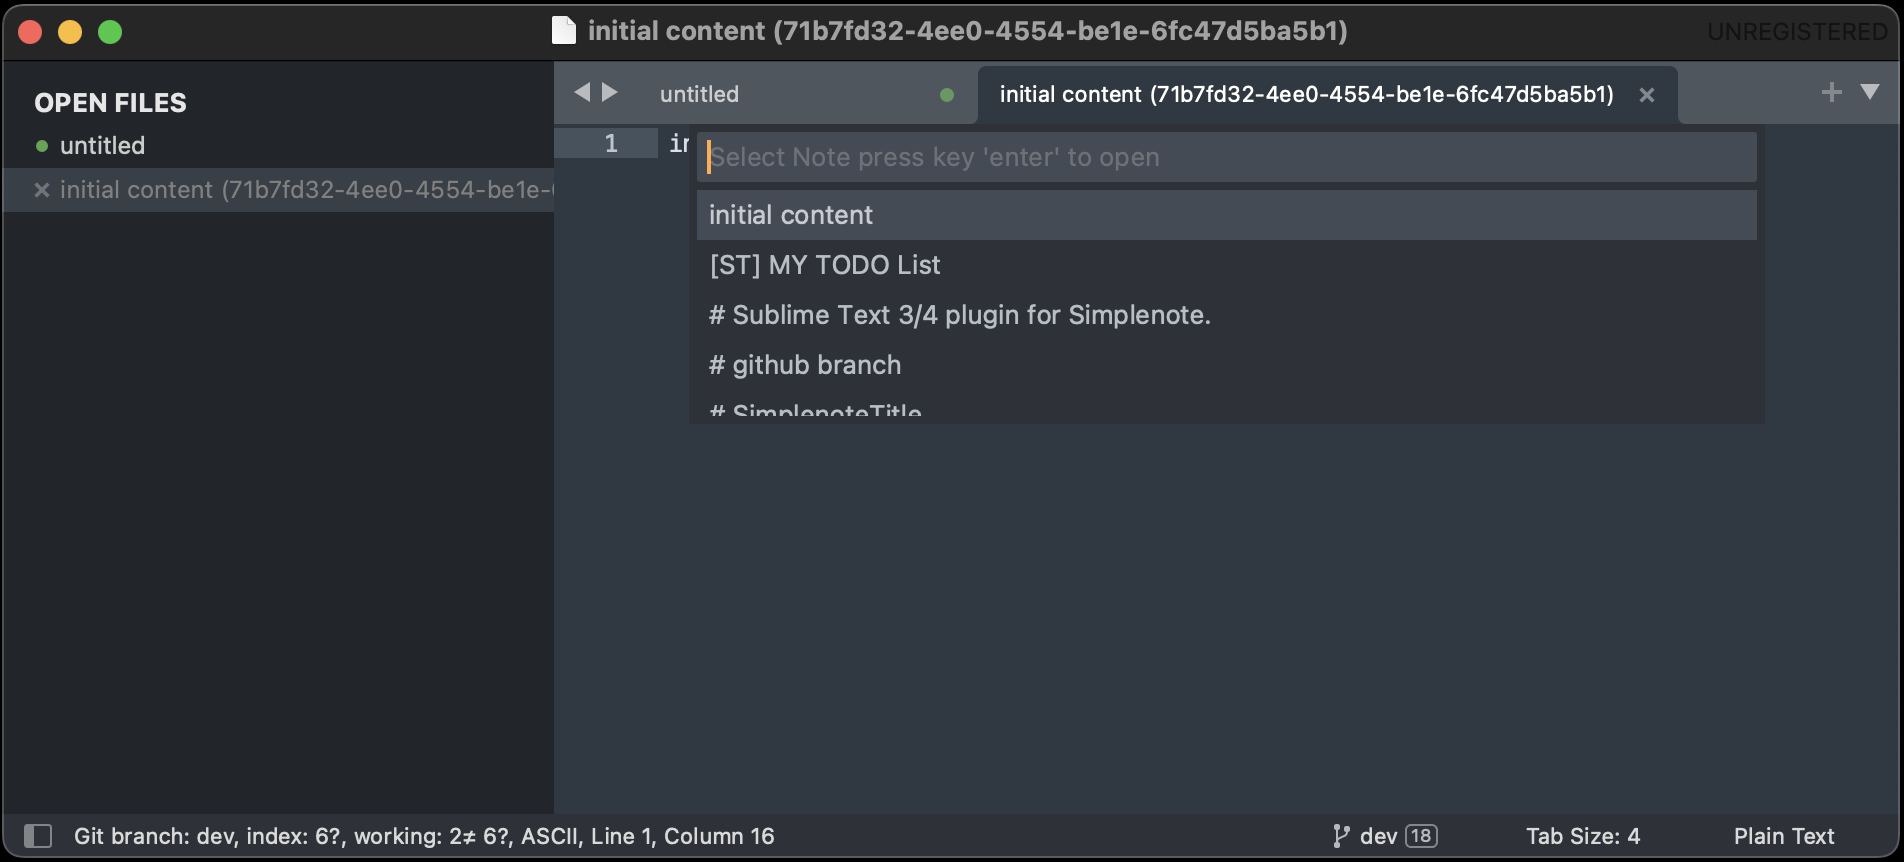 initial content (71b7fd32-4ee0-4554-be1e-6fc47d5ba5b1)
UNREGISTERED
OPEN FILES
untitled
initial content (71b7fd32-4ee0-4554-be1e-
untitled
initial content (71b7fd32-4ee0-4554-be1e-6fc47d5ba5b1)
1
Select Note press key 'enter' to open
initial content
[ST] MY TODO List
# Sublime Text 3/4 plugin for Simplenote.
# github branch
# SimplenoteTitle
Git branch: dev, index: 6?, working: 2≠ 6?, ASCII, Line 1, Column 16
dev 18
Tab Size: 4
Plain Text